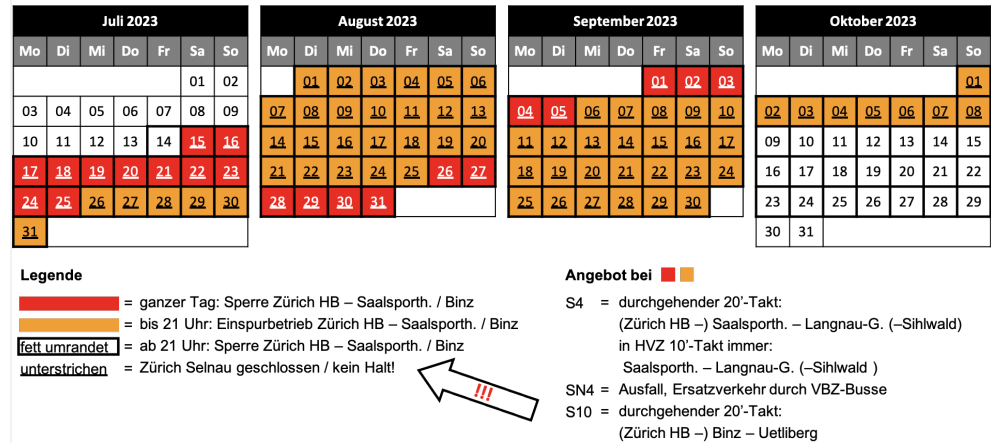 Juli 2023
Mo Di Mi Do Fr Sa So
01 02
03 04 05 06 07 08 09
10 11 12 13 14 15 16
17 18 19 20 21 22 23
24 25 26 27 28 29 30
31
August 2023
Mo Di Mi Do Fr Sa So
01 02 03 04 05 06
07 08 09 10 11 12 13
14 15 16 17 18 19 20
21 22 23 24 25 26 27
28 29 30 31
September 2023
Mo Di Mi Do Fr Sa So
01 02 03
04 05 06 07 08 09 10
11 12 13 14 15 16 17
18 19 20 21 22 23 24
25 26 27 28 29 30
Oktober 2023
Mo Di Mi Do Fr Sa So
01
02 03 04 05 06 07 08
09 10 11 12 13 14 15
16 17 18 19 20 21 22
23 24 25 26 27 28 29
30 31
Legende
= ganzer Tag: Sperre Zürich HB – Saalsporth. / Binz
= bis 21 Uhr: Einspurbetrieb Zürich HB – Saalsporth. / Binz
fett umrandet = ab 21 Uhr: Sperre Zürich HB – Saalsporth. / Binz
unterstrichen = Zürich Selnau geschlossen / kein Halt!
!!!
Angebot bei
S4 = durchgehender 20'-Takt:
(Zürich HB –) Saalsporth. – Langnau-G. (–Sihlwald)
in HVZ 10'-Takt immer:
Saalsporth. – Langnau-G. (–Sihlwald )
SN4 = Ausfall, Ersatzverkehr durch VBZ-Busse
S10 = durchgehender 20'-Takt:
(Zürich HB –) Binz – Uetliberg